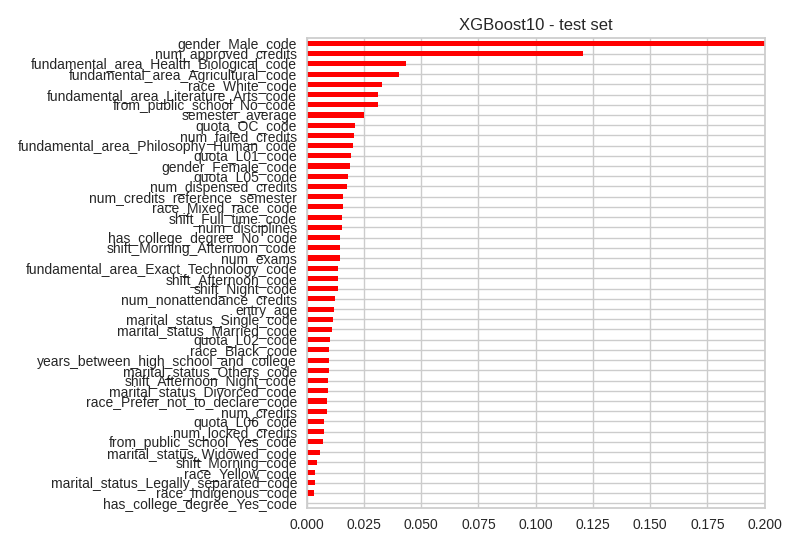 XGBoost10 - test set
gender_Male_code
num_approved_credits
fundamental_area_Health_Biological_code
fundamental_area_Agricultural_code
race_White_code
fundamental_area_Literature_Arts_code
from_public_school_No_code
semester_average
quota_OC_code
num_failed_credits
fundamental_area_Philosophy_Human_code
quota_L01_code
gender_Female_code
quota_L05_code
num_dispensed_credits
num_credits_reference_semester
race_Mixed_race_code
shift_Full_time_code
num_disciplines
has_college_degree_No_code
shift_Morning_Afternoon_code
num_exams
fundamental_area_Exact_Technology_code
shift_Afternoon_code
shift_Night_code
num_nonattendance_credits
entry_age
marital_status_Single_code
marital_status_Married_code
quota_L02_code
race_Black_code
years_between_high_school_and_college
marital_status_Others_code
shift_Afternoon_Night_code
marital_status_Divorced_code
race_Prefer_not_to_declare_code
num_credits
quota_L06_code
num_locked_credits
from_public_school_Yes_code
marital_status_Widowed_code
shift_Morning_code
race_Yellow_code
marital_status_Legally_separated_code
race_Indigenous_code
has_college_degree_Yes_code
0.000 0.025 0.050 0.075 0.100 0.125 0.150 0.175 0.200